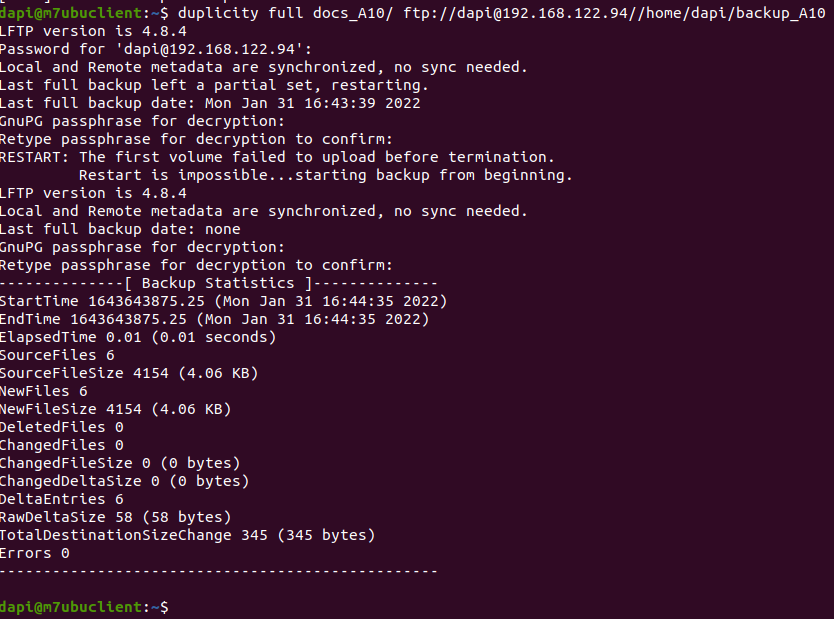 dapi@m7ubuclient:~$ duplicity full docs_A10/ ftp://dapi@192.168.122.94//home/dapi/backup_A10
LFTP version is 4.8.4
Password for 'dapi@192.168.122.94':
Local and Remote metadata are synchronized, no sync needed.
Last full backup left a partial set, restarting.
Last full backup date: Mon Jan 31 16:43:39 2022
GnuPG passphrase for decryption:
Retype passphrase for decryption to confirm:
RESTART: The first volume failed to upload before termination.
         Restart is impossible...starting backup from beginning.
LFTP version is 4.8.4
Local and Remote metadata are synchronized, no sync needed.
Last full backup date: none
GnuPG passphrase for decryption:
Retype passphrase for decryption to confirm:
--------------[ Backup Statistics ]--------------
StartTime 1643643875.25 (Mon Jan 31 16:44:35 2022)
EndTime 1643643875.25 (Mon Jan 31 16:44:35 2022)
ElapsedTime 0.01 (0.01 seconds)
SourceFiles 6
SourceFileSize 4154 (4.06 KB)
NewFiles 6
NewFileSize 4154 (4.06 KB)
DeletedFiles 0
ChangedFiles 0
ChangedFileSize 0 (0 bytes)
ChangedDeltaSize 0 (0 bytes)
DeltaEntries 6
RawDeltaSize 58 (58 bytes)
TotalDestinationSizeChange 345 (345 bytes)
Errors 0
-------------------------------------------------
dapi@m7ubuclient:~$